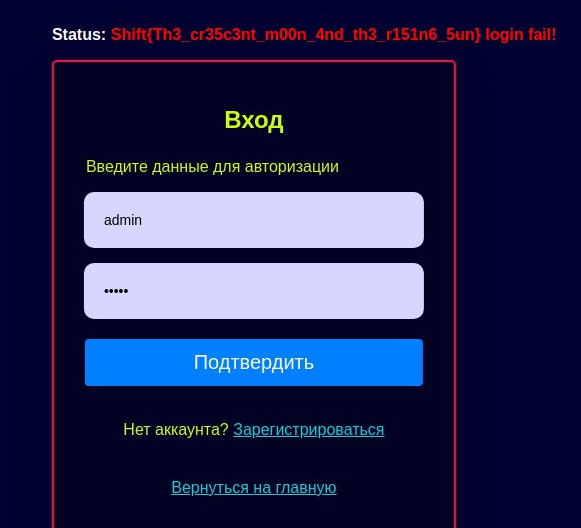 Status: Shift{Th3_cr35c3nt_m00n_4nd_th3_r151n6_5un} login fail!
Вход
Введите данные для авторизации
admin
•••••
Подтвердить
Нет аккаунта? Зарегистрироваться
Вернуться на главную